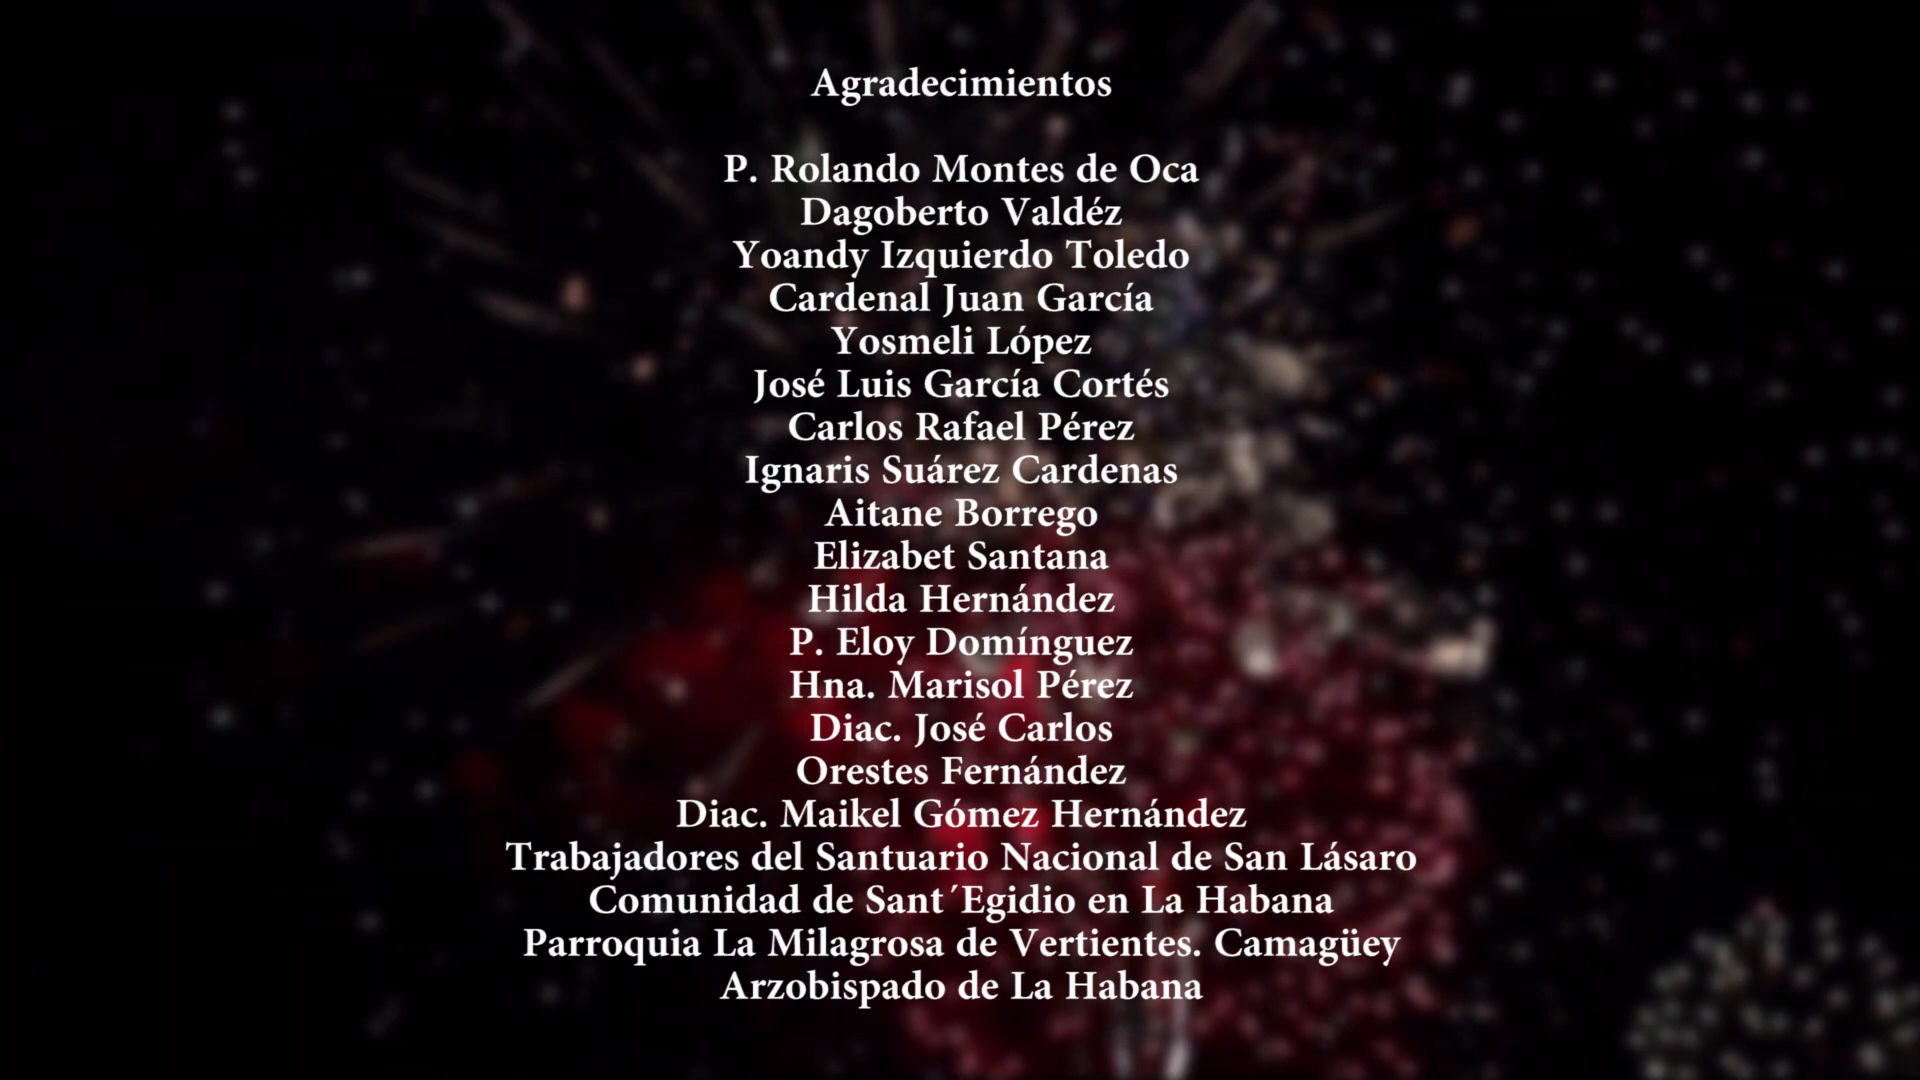 Agradecimientos
P. Rolando Montes de Oca
Dagoberto Valdéz
Yoandy Izquierdo Toledo
Cardenal Juan García
Yosmeli López
José Luis García Cortés
Carlos Rafael Pérez
Ignaris Suárez Cardenas
Aitane Borrego
Elizabet Santana
Hilda Hernández
P. Eloy Domínguez
Hna. Marisol Pérez
Diac. José Carlos
Orestes Fernández
Diac. Maikel Gómez Hernández
Trabajadores del Santuario Nacional de San Lásaro
Comunidad de Sant´Egidio en La Habana
Parroquia La Milagrosa de Vertientes. Camagüey
Arzobispado de La Habana